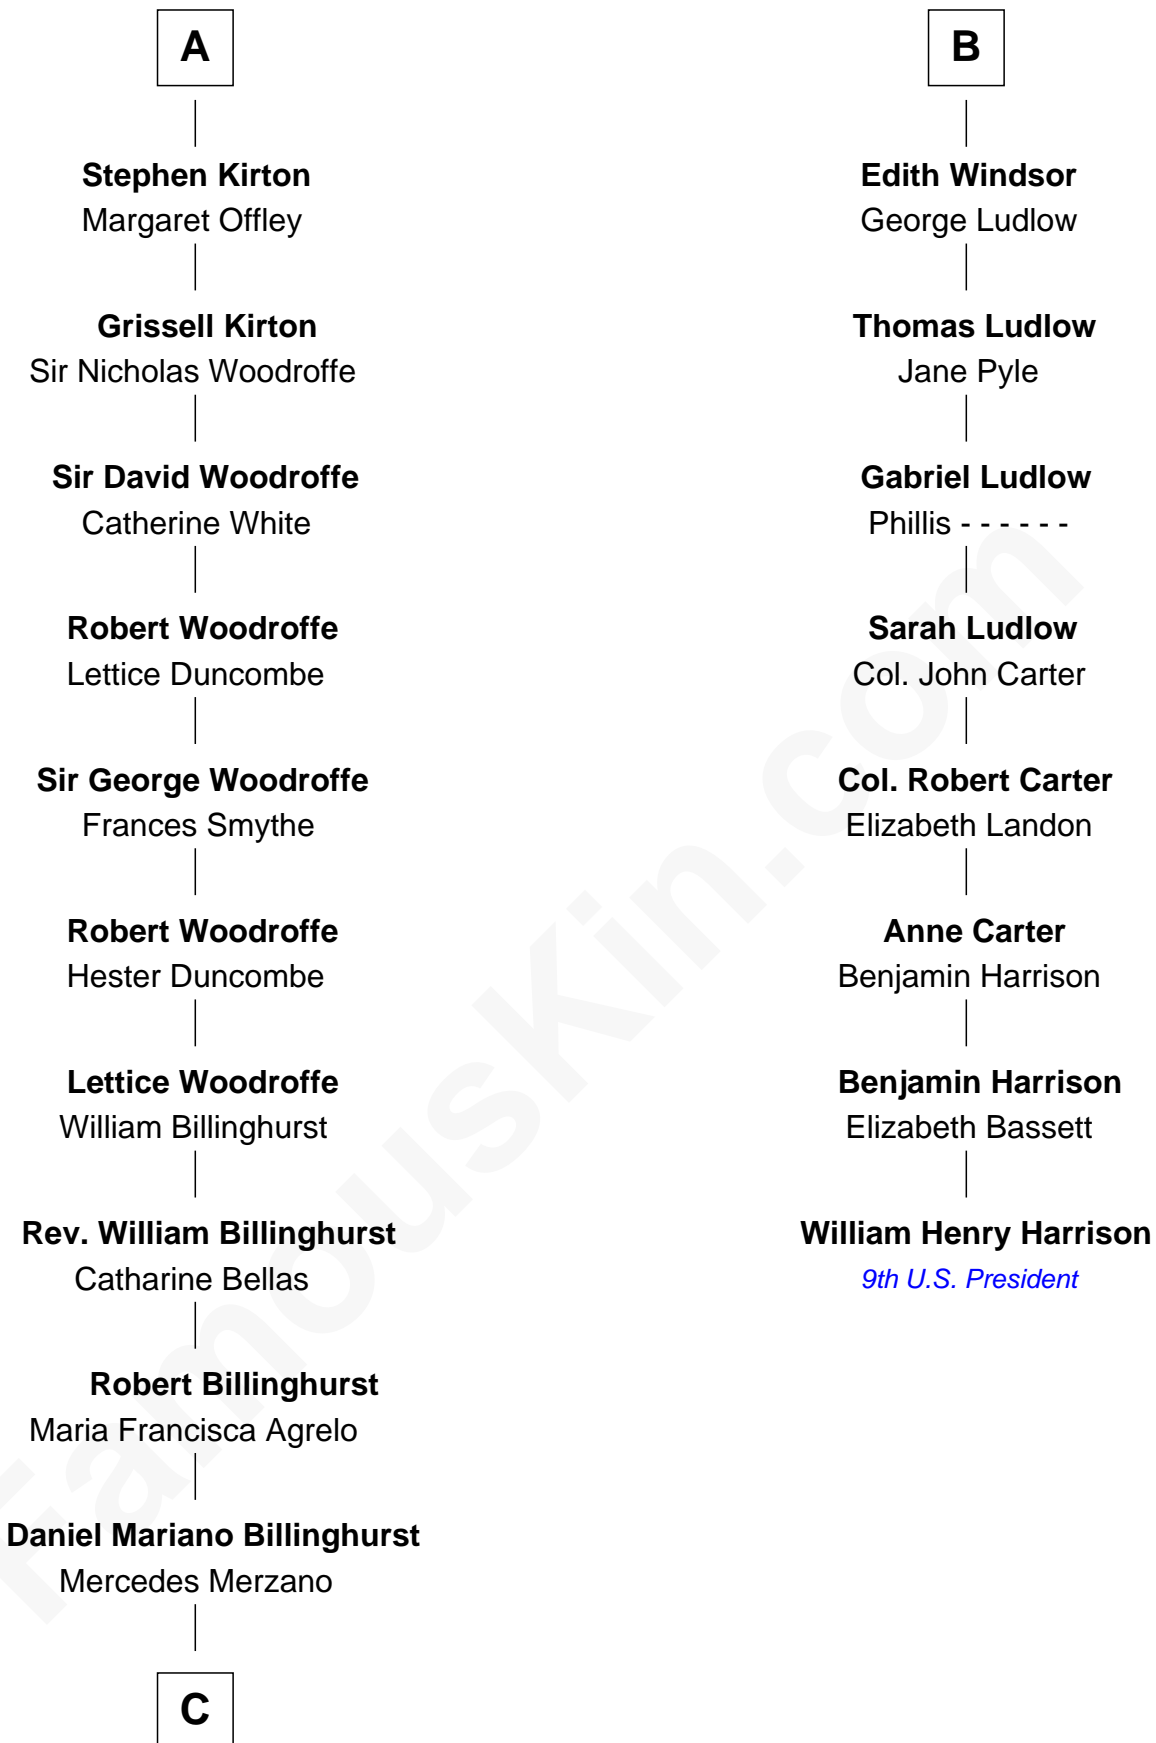 A
Stephen Kirton
Margaret Offley
Grissell Kirton
Sir Nicholas Woodroffe
Sir David Woodroffe
Catherine White
Robert Woodroffe
Lettice Duncombe
Sir George Woodroffe
Frances Smythe
Robert Woodroffe
Hester Duncombe
Lettice Woodroffe
William Billinghurst
Rev. William Billinghurst
Catharine Bellas
Robert Billinghurst
Maria Francisca Agrelo
Daniel Mariano Billinghurst
Mercedes Merzano
C
B
Edith Windsor
George Ludlow
Thomas Ludlow
Jane Pyle
Gabriel Ludlow
Phillis - - - - - -
Sarah Ludlow
Col. John Carter
Col. Robert Carter
Elizabeth Landon
Anne Carter
Benjamin Harrison
Benjamin Harrison
Elizabeth Bassett
William Henry Harrison
9th U.S. President
FamousKin.com